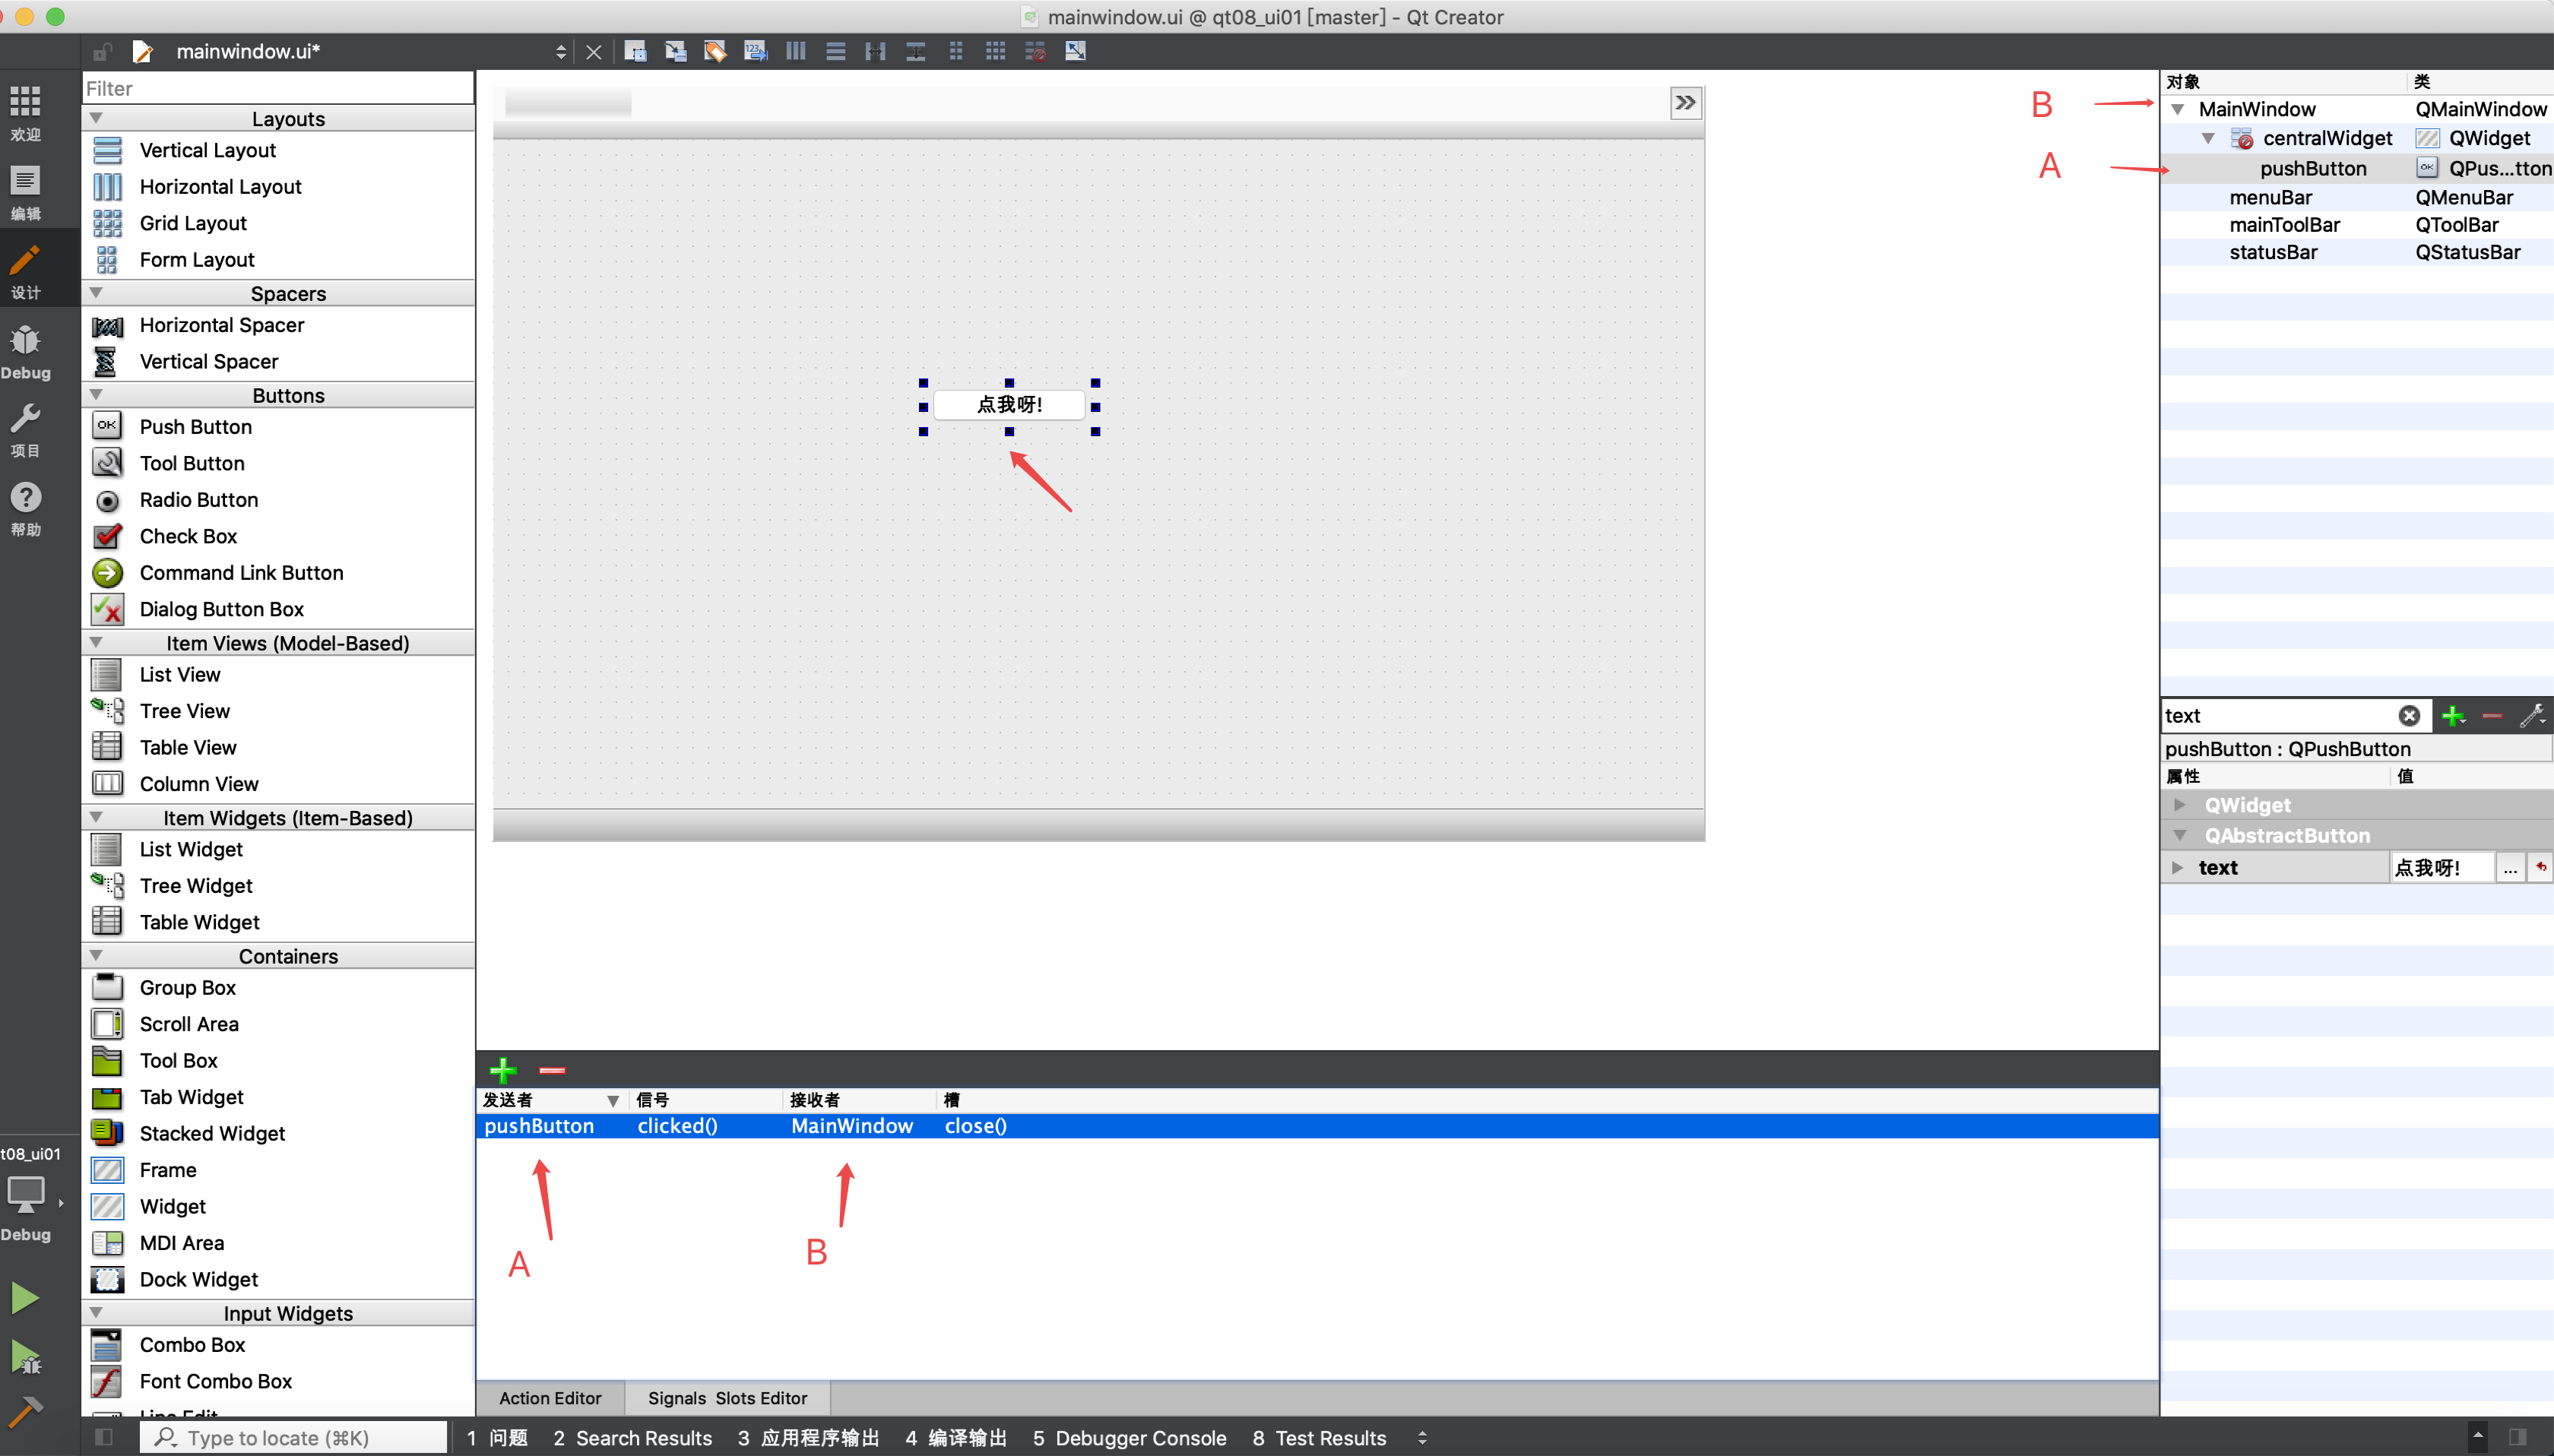 mainwindow.ui @ qt08_ui01 [master] - Qt Creator
mainwindow.ui*
Filter
Layouts
Vertical Layout
Horizontal Layout
Grid Layout
Form Layout
Spacers
Horizontal Spacer
Vertical Spacer
Buttons
OK Push Button
Tool Button
Radio Button
Check Box
Command Link Button
Dialog Button Box
Item Views (Model-Based)
List View
Tree View
Table View
Column View
Item Widgets (Item-Based)
List Widget
Tree Widget
Table Widget
Containers
Group Box
Scroll Area
Tool Box
Tab Widget
Stacked Widget
Frame
Widget
MDI Area
Dock Widget
Input Widgets
Combo Box
Font Combo Box
Line Edit
欢迎
编辑
设计
Debug
项目
帮助
t08_ui01
Debug
点我呀!
发送者 信号 接收者 槽
pushButton clicked() MainWindow close()
A B
Action Editor Signals Slots Editor
对象 类
B MainWindow QMainWindow
centralWidget QWidget
A pushButton QPus...tton
menuBar QMenuBar
mainToolBar QToolBar
statusBar QStatusBar
text
pushButton : QPushButton
属性 值
QWidget
QAbstractButton
text 点我呀! ...
Type to locate (⌘K) 1 问题 2 Search Results 3 应用程序输出 4 编译输出 5 Debugger Console 8 Test Results